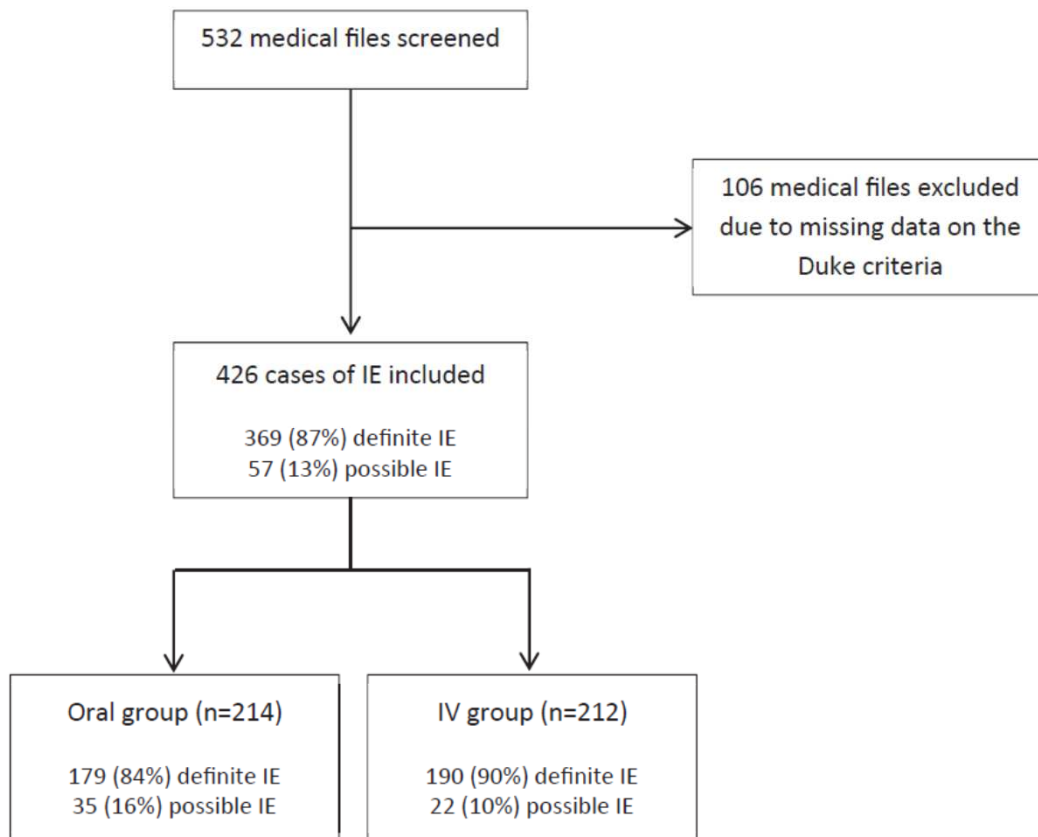 532 medical files screened
106 medical files excluded
due to missing data on the
Duke criteria
426 cases of IE included
369 (87%) definite IE
57 (13%) possible IE
Oral group (n=214)
179 (84%) definite IE
35 (16%) possible IE
IV group (n=212)
190 (90%) definite IE
22 (10%) possible IE